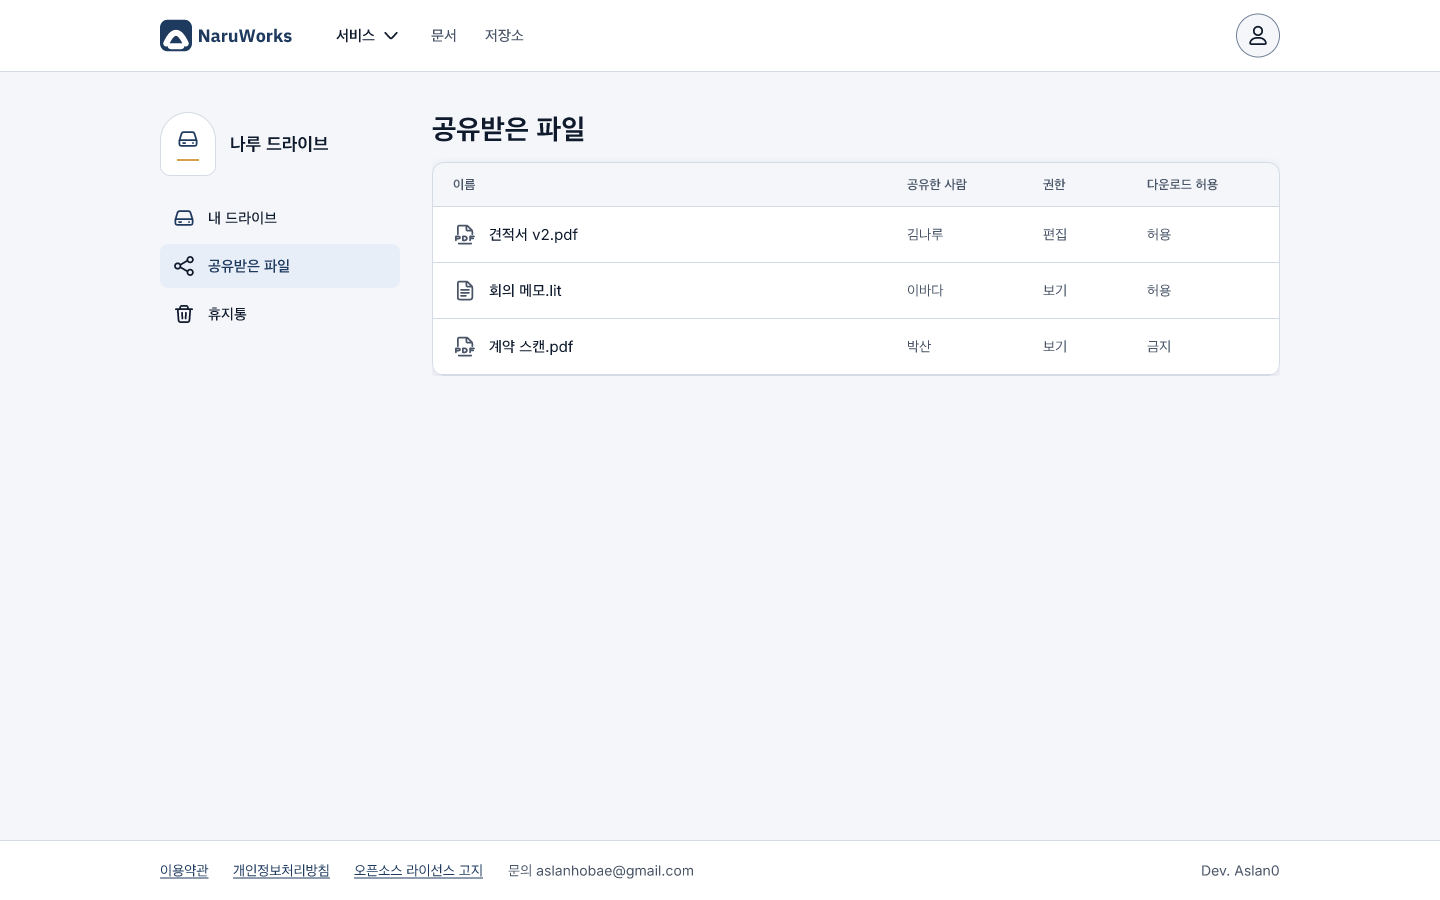 NaruWorks 서비스 문서 저장소
나루 드라이브
내 드라이브
공유받은 파일
휴지통
공유받은 파일
이름 공유한 사람 권한 다운로드 허용
PDF 견적서 v2.pdf 김나루 편집 허용
회의 메모.lit 이바다 보기 허용
PDF 계약 스캔.pdf 박산 보기 금지
이용약관 개인정보처리방침 오픈소스 라이선스 고지 문의 aslanhobae@gmail.com Dev. Aslan0